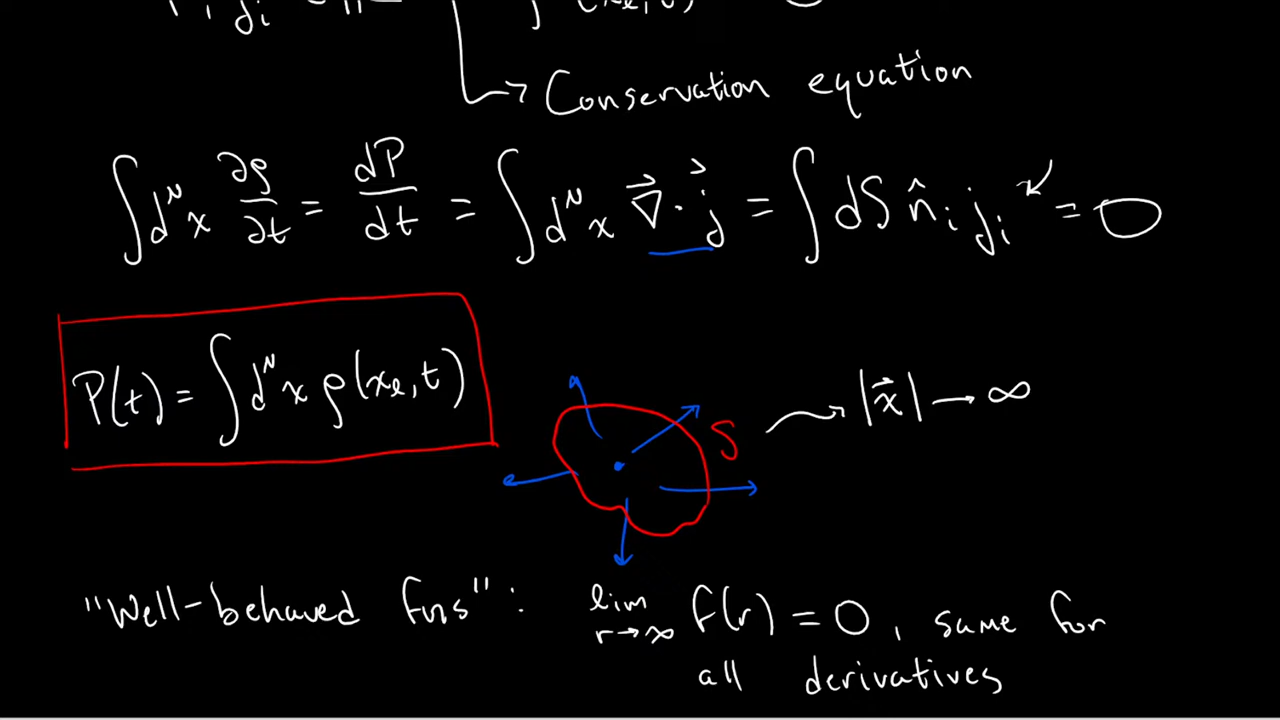 Conservation equation
∫dᴺx ∂ρ/∂t = dP/dt = ∫dᴺx ∇⃗·j⃗ = ∫dS n̂ᵢ jᵢ = 0
P(t) = ∫dᴺx ρ(xₗ, t)
S
|x⃗| → ∞
"Well-behaved fns": lim r→∞ f(r) = 0, same for
all derivatives